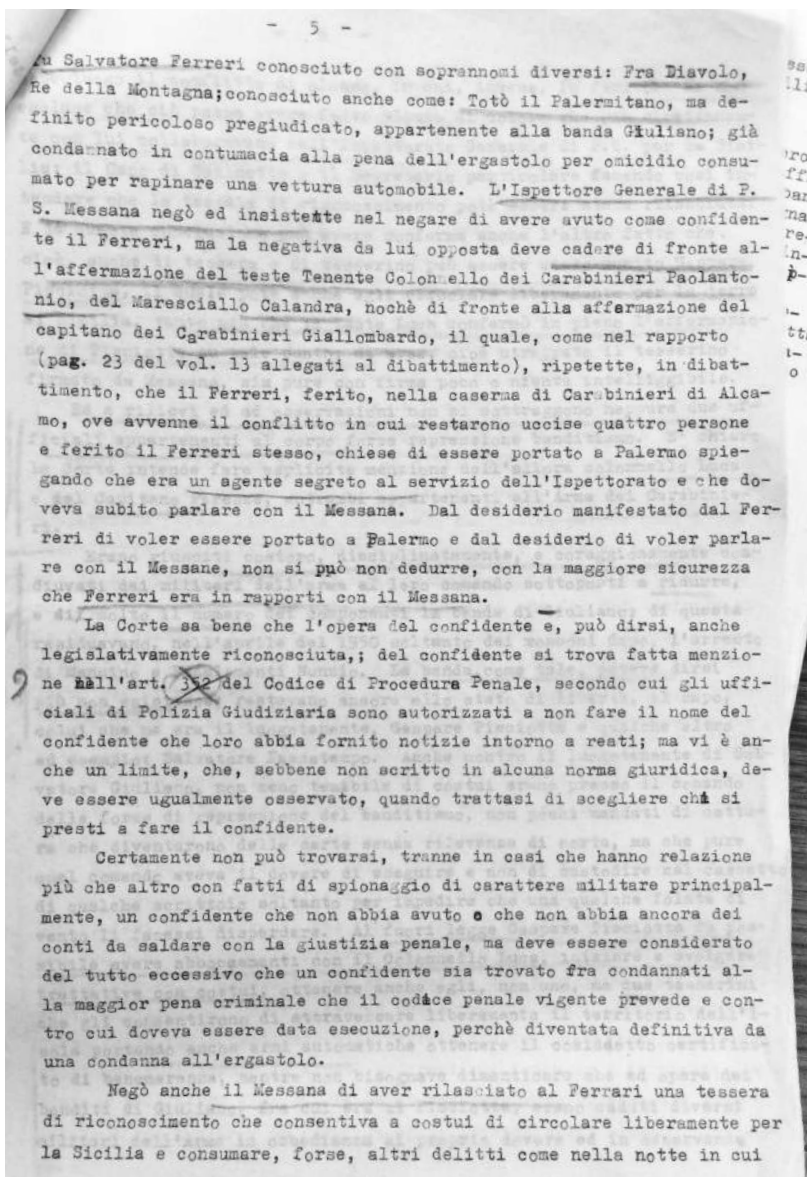 - 5 -
fu Salvatore Ferreri conosciuto con soprannomi diversi: Fra Diavolo,
Re della Montagna;conosciuto anche come: Totò il Palermitano, ma de-
finito pericoloso pregiudicato, appartenente alla banda Giuliano; già
condannato in contumacia alla pena dell'ergastolo per omicidio consu-
mato per rapinare una vettura automobile. L'Ispettore Generale di P.
S. Messana negò ed insistette nel negare di avere avuto come confiden-
te il Ferreri, ma la negativa da lui opposta deve cadere di fronte al-
l'affermazione del teste Tenente Colon ello dei Carabinieri Paolanto-
nio, del Maresciallo Calandra, nochè di fronte alla affermazione del
capitano dei Carabinieri Giallombardo, il quale, come nel rapporto
(pag. 23 del vol. 13 allegati al dibattimento), ripetette, in dibat-
timento, che il Ferreri, ferito, nella caserma di Carabinieri di Alca-
mo, ove avvenne il conflitto in cui restarono uccise quattro persone
e ferito il Ferreri stesso, chiese di essere portato a Palermo spie-
gando che era un agente segreto al servizio dell'Ispettorato e che do-
veva subito parlare con il Messana. Dal desiderio manifestato dal Fer-
reri di voler essere portato a Palermo e dal desiderio di voler parla-
re con il Messane, non si può non dedurre, con la maggiore sicurezza
che Ferreri era in rapporti con il Messana.
La Corte sa bene che l'opera del confidente e, può dirsi, anche
legislativamente riconosciuta,; del confidente si trova fatta menzio-
ne nell'art. 352 del Codice di Procedura Penale, secondo cui gli uffi-
ciali di Polizia Giudiziaria sono autorizzati a non fare il nome del
confidente che loro abbia fornito notizie intorno a reati; ma vi è an-
che un limite, che, sebbene non scritto in alcuna norma giuridica, de-
ve essere ugualmente osservato, quando trattasi di scegliere chi si
presti a fare il confidente.
Certamente non può trovarsi, tranne in casi che hanno relazione
più che altro con fatti di spionaggio di carattere militare principal-
mente, un confidente che non abbia avuto o che non abbia ancora dei
conti da saldare con la giustizia penale, ma deve essere considerato
del tutto eccessivo che un confidente sia trovato fra condannati al-
la maggior pena criminale che il codice penale vigente prevede e con-
tro cui doveva essere data esecuzione, perchè diventata definitiva da
una condanna all'ergastolo.
Negò anche il Messana di aver rilasciato al Ferrari una tessera
di riconoscimento che consentiva a costui di circolare liberamente per
la Sicilia e consumare, forse, altri delitti come nella notte in cui